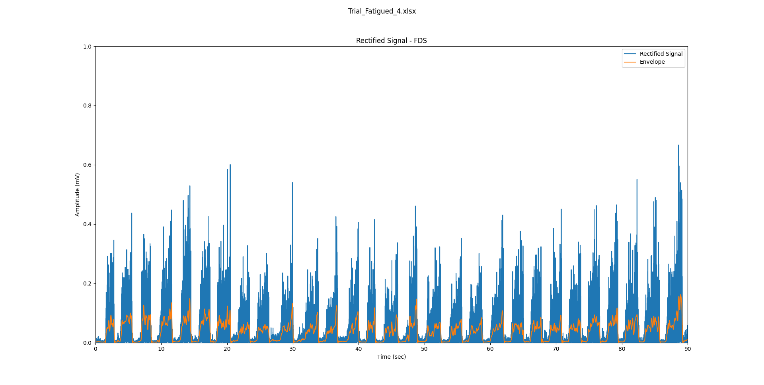 Trial_Fatigued_4.xlsx
Rectified Signal - FDS
1.0
Rectified Signal
Envelope
0.8
0.6
Amplitude (mV)
0.4
0.2
0.0
0 10 20 30 40 50 60 70 80 90
Time (sec)